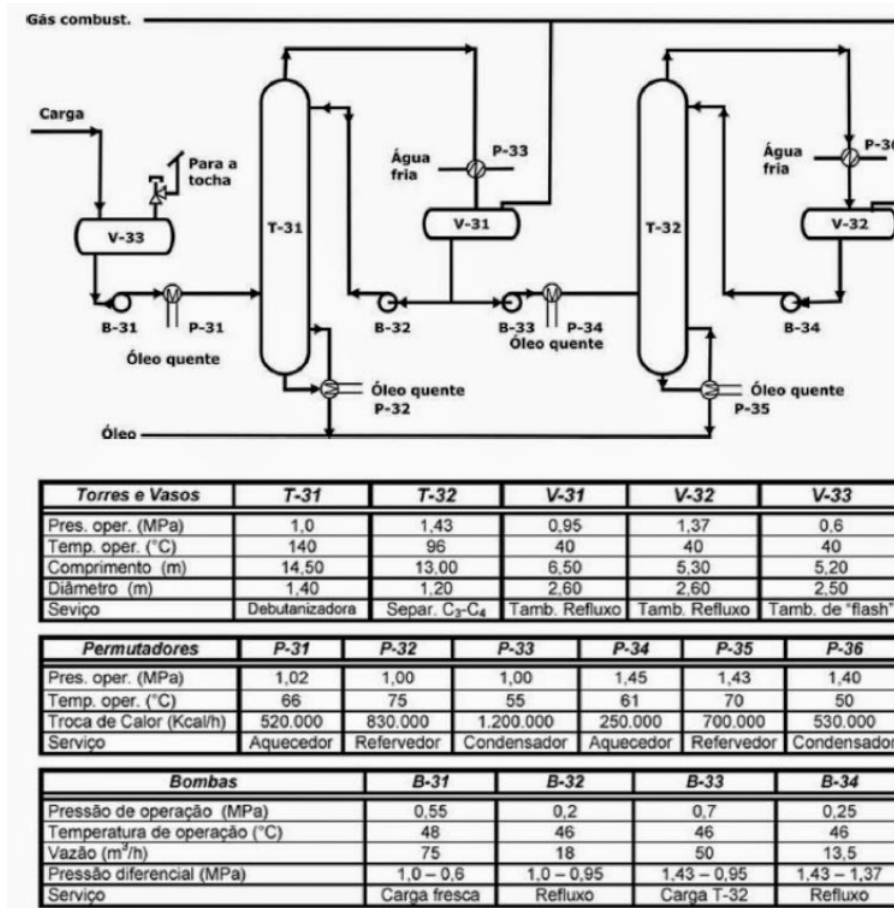 Gás combust.
Carga
Para a
tocha
V-33
B-31
P-31
Óleo quente
T-31
Água
fria
P-33
V-31
B-32
B-33
P-34
Óleo quente
Óleo quente
P-32
Óleo
T-32
Água
fria
V-32
B-34
Óleo quente
P-35
Torres e Vasos T-31 T-32 V-31 V-32 V-33
Pres. oper. (MPa) 1,0 1,43 0,95 1,37 0,6
Temp. oper. (°C) 140 96 40 40 40
Comprimento (m) 14,50 13,00 6,50 5,30 5,20
Diâmetro (m) 1,40 1,20 2,60 2,60 2,50
Seviço Debutanizadora Separ. C₃-C₄ Tamb. Refluxo Tamb. Refluxo Tamb. de "flash"
Permutadores P-31 P-32 P-33 P-34 P-35 P-36
Pres. oper. (MPa) 1,02 1,00 1,00 1,45 1,43 1,40
Temp. oper. (°C) 66 75 55 61 70 50
Troca de Calor (Kcal/h) 520.000 830.000 1.200.000 250.000 700.000 530.000
Serviço Aquecedor Refervedor Condensador Aquecedor Refervedor Condensador
Bombas B-31 B-32 B-33 B-34
Pressão de operação (MPa) 0,55 0,2 0,7 0,25
Temperatura de operação (°C) 48 46 46 46
Vazão (m³/h) 75 18 50 13,5
Pressão diferencial (MPa) 1,0 – 0,6 1,0 – 0,95 1,43 – 0,95 1,43 – 1,37
Serviço Carga fresca Refluxo Carga T-32 Refluxo